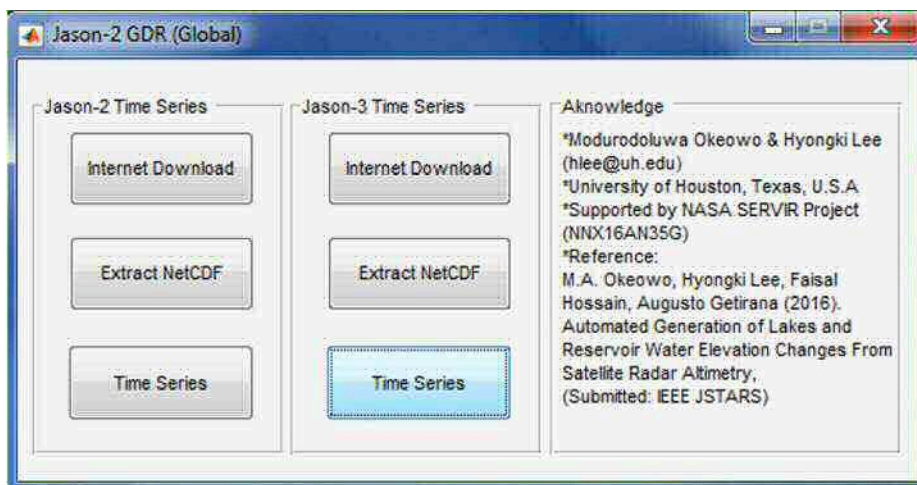 Jason-2 GDR (Global)
Jason-2 Time Series
Internet Download
Extract NetCDF
Time Series
Jason-3 Time Series
Internet Download
Extract NetCDF
Time Series
Aknowledge
*Modurodoluwa Okeowo & Hyongki Lee
(hlee@uh.edu)
*University of Houston, Texas, U.S.A
*Supported by NASA SERVIR Project
(NNX16AN35G)
*Reference:
M.A. Okeowo, Hyongki Lee, Faisal
Hossain, Augusto Getirana (2016).
Automated Generation of Lakes and
Reservoir Water Elevation Changes From
Satellite Radar Altimetry,
(Submitted: IEEE JSTARS)